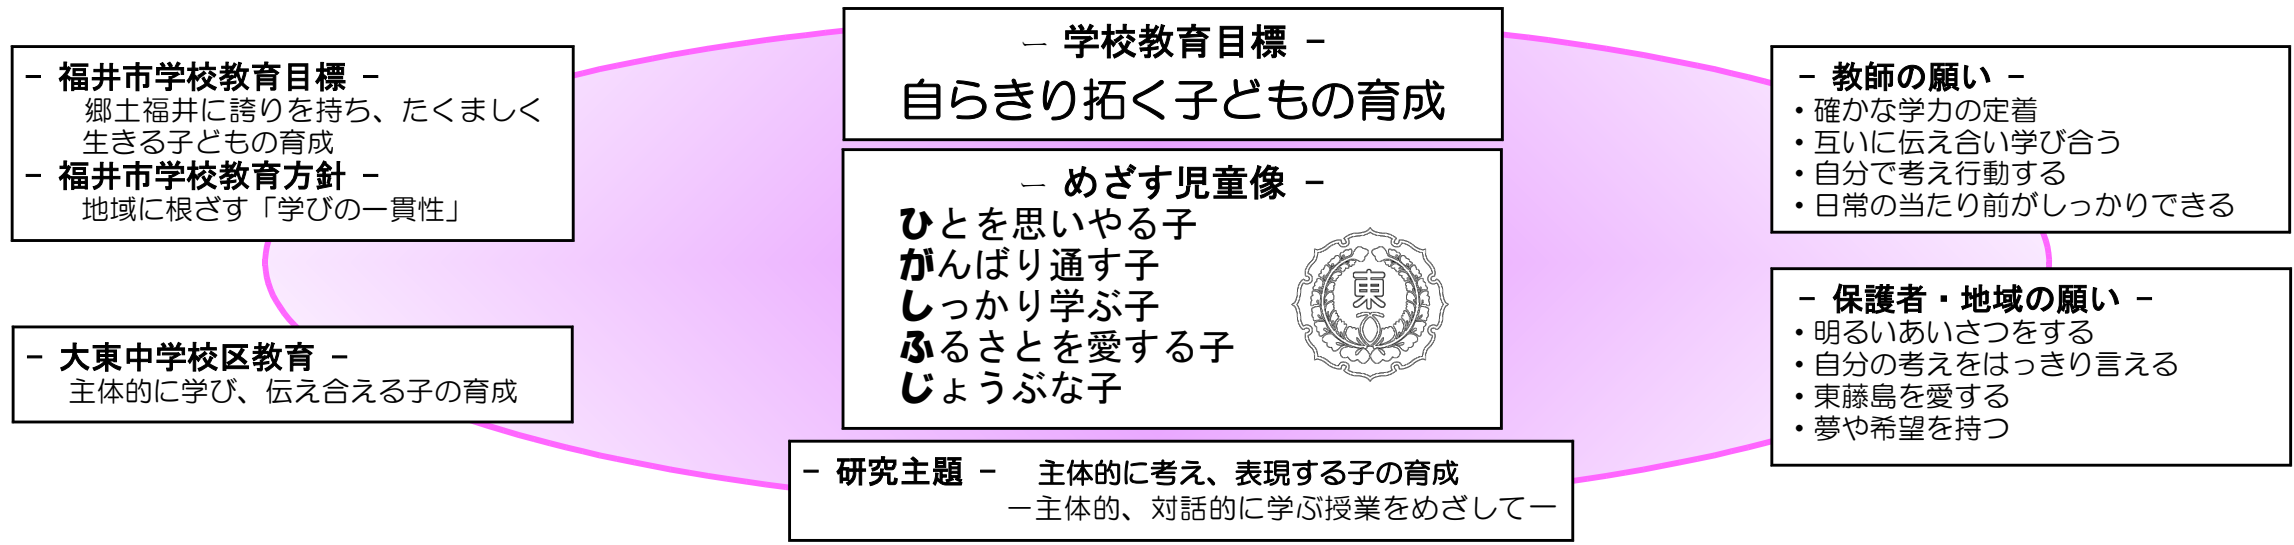 − 福井市学校教育目標 −
郷土福井に誇りを持ち、たくましく
生きる子どもの育成
− 福井市学校教育方針 −
地域に根ざす「学びの一貫性」
− 大東中学校区教育 −
主体的に学び、伝え合える子の育成
− 学校教育目標 −
自らきり拓く子どもの育成
− めざす児童像 −
ひとを思いやる子
がんばり通す子
しっかり学ぶ子
ふるさとを愛する子
じょうぶな子
東
− 研究主題 − 主体的に考え、表現する子の育成
−主体的、対話的に学ぶ授業をめざして−
− 教師の願い −
・確かな学力の定着
・互いに伝え合い学び合う
・自分で考え行動する
・日常の当たり前がしっかりできる
− 保護者・地域の願い −
・明るいあいさつをする
・自分の考えをはっきり言える
・東藤島を愛する
・夢や希望を持つ